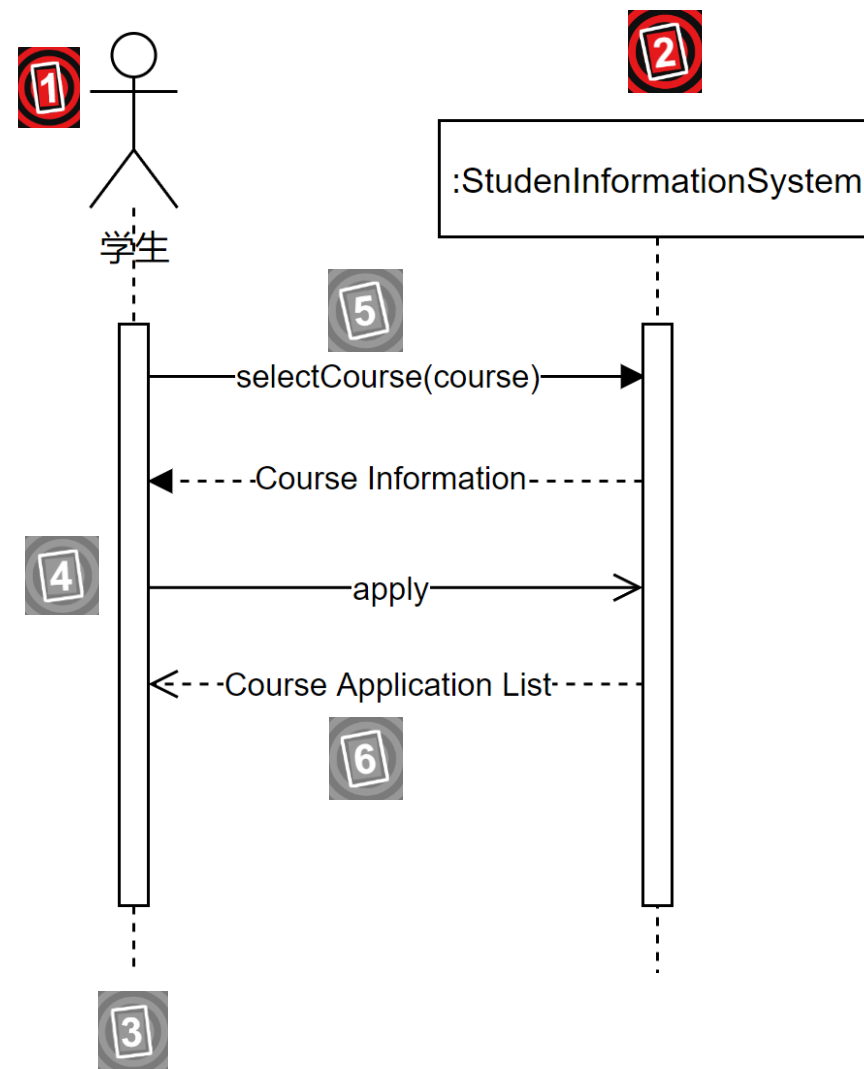 1
2
:StudenInformationSystem
学生
5
selectCourse(course)
Course Information
4
apply
Course Application List
6
3